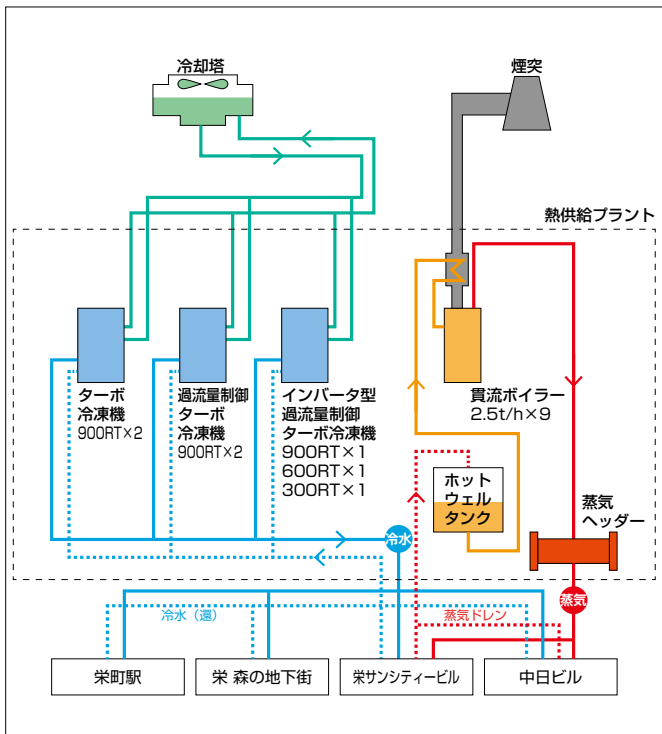 冷却塔
煙突
熱供給プラント
ターボ
冷凍機
900RT×2
過流量制御
ターボ
冷凍機
900RT×2
インバータ型
過流量制御
ターボ冷凍機
900RT×1
600RT×1
300RT×1
貫流ボイラー
2.5t/h×9
ホット
ウェル
タンク
蒸気
ヘッダー
冷水
蒸気
冷水（還）
蒸気ドレン
栄町駅
栄 森の地下街
栄サンシティービル
中日ビル